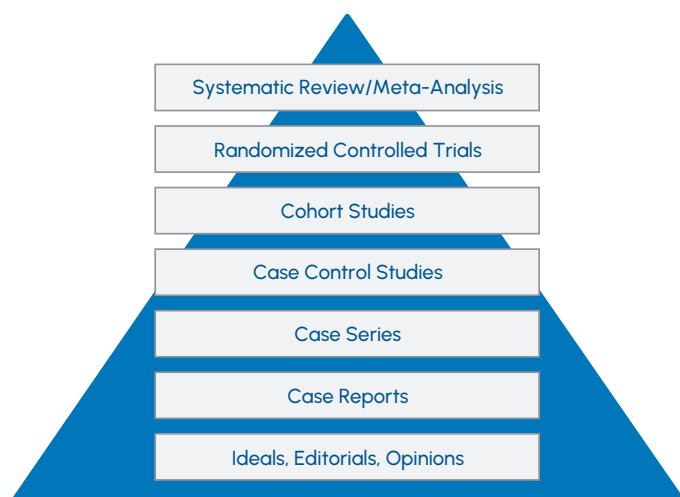 Systematic Review/Meta-Analysis
Randomized Controlled Trials
Cohort Studies
Case Control Studies
Case Series
Case Reports
Ideals, Editorials, Opinions